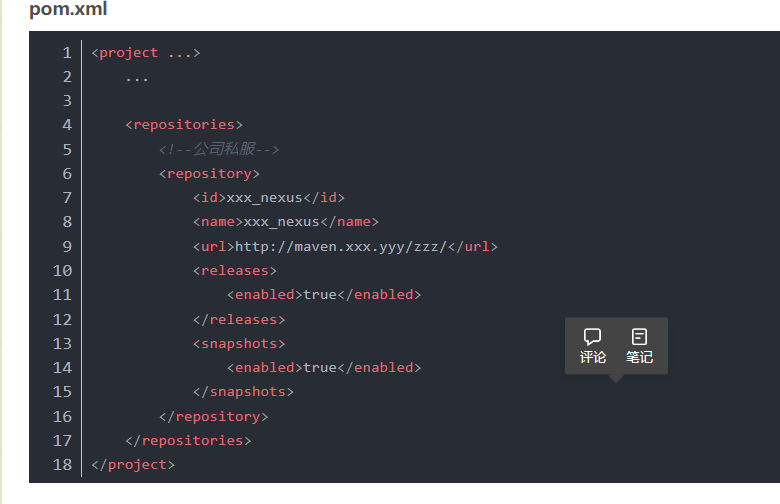 pom.xml
1 <project ...>
2     ...
3
4     <repositories>
5         <!--公司私服-->
6         <repository>
7             <id>xxx_nexus</id>
8             <name>xxx_nexus</name>
9             <url>http://maven.xxx.yyy/zzz/</url>
10             <releases>
11                 <enabled>true</enabled>
12             </releases>
13             <snapshots>
14                 <enabled>true</enabled>
15             </snapshots>
16         </repository>
17     </repositories>
18 </project>
评论 笔记